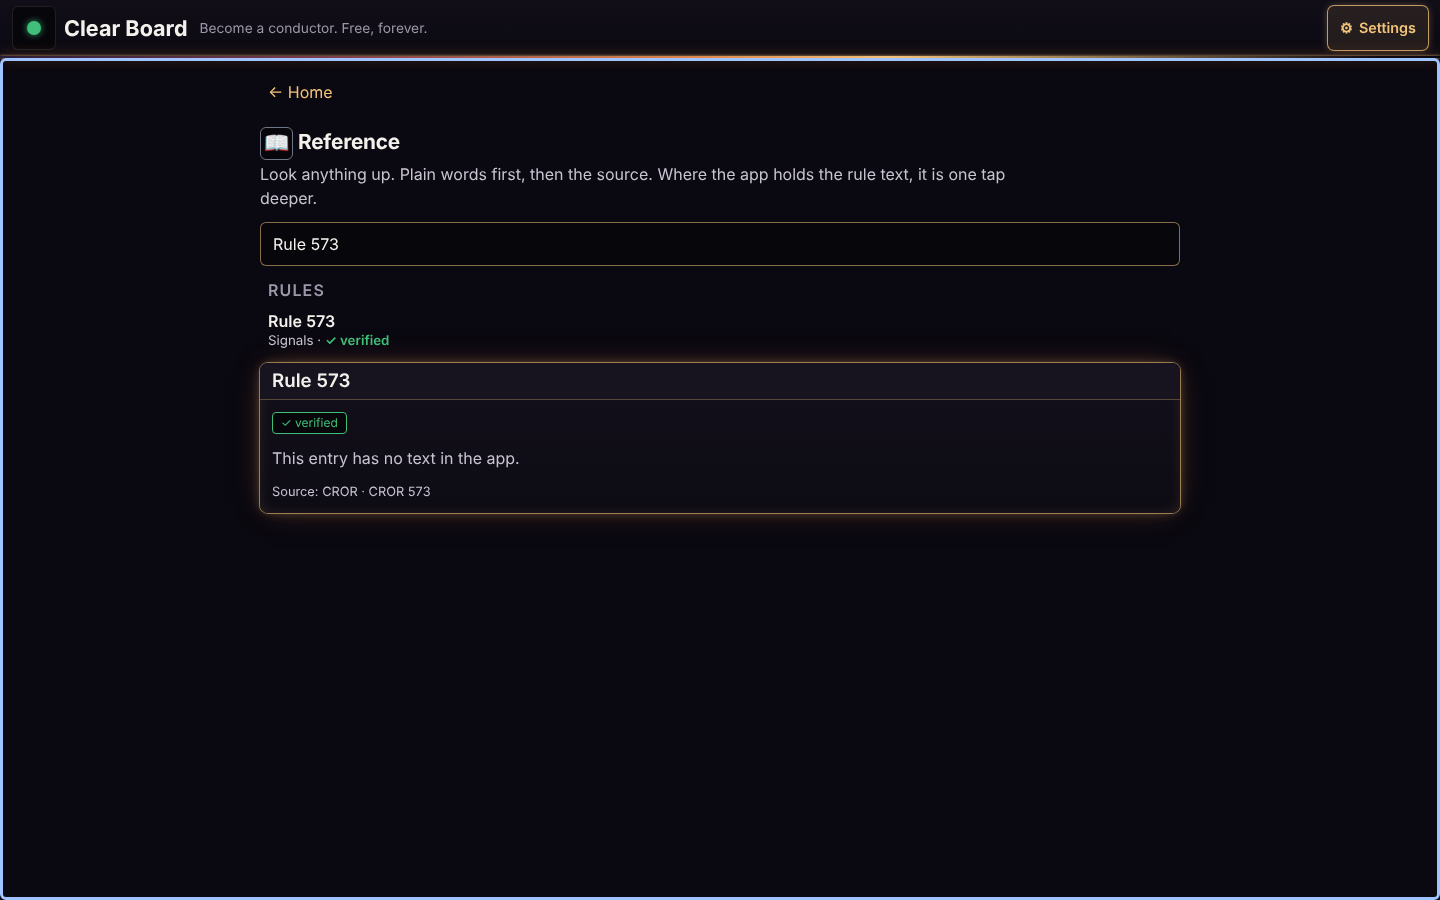 Clear Board
Become a conductor. Free, forever.
⚙ Settings
← Home
Reference
Look anything up. Plain words first, then the source. Where the app holds the rule text, it is one tap
deeper.
Rule 573
RULES
Rule 573
Signals · ✓ verified
Rule 573
✓ verified
This entry has no text in the app.
Source: CROR · CROR 573